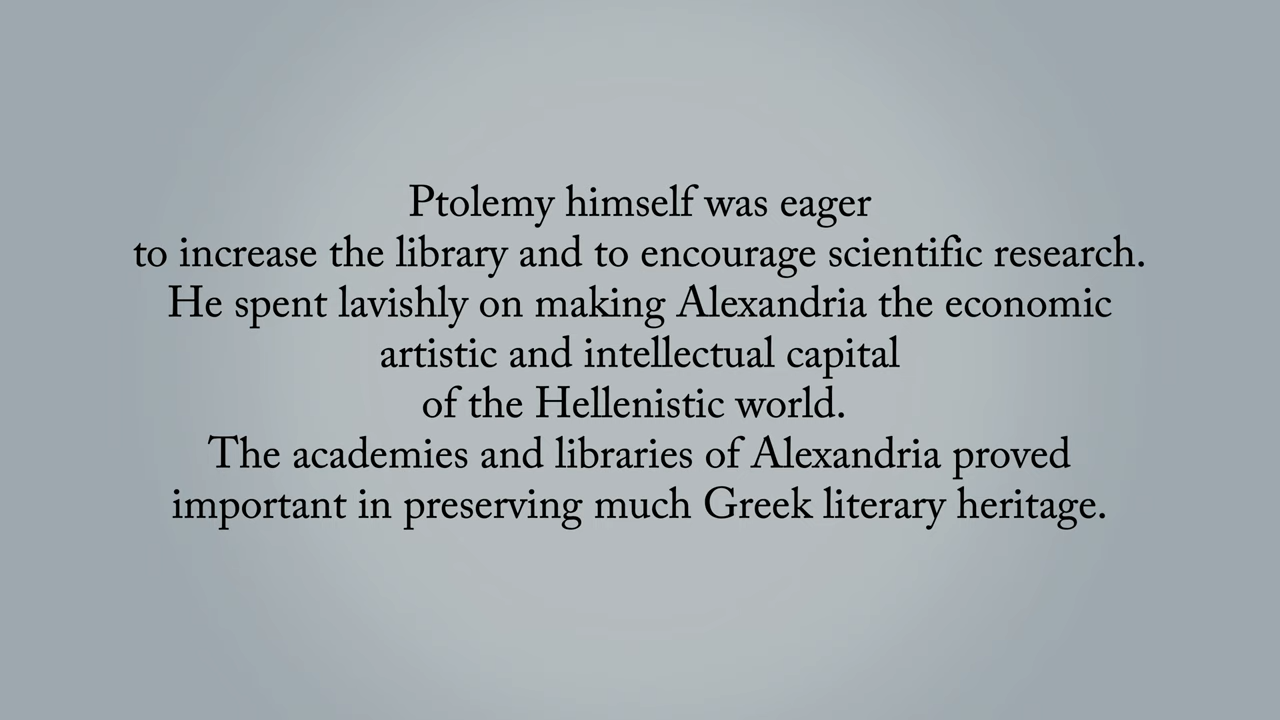 Ptolemy himself was eager
to increase the library and to encourage scientific research.
He spent lavishly on making Alexandria the economic
artistic and intellectual capital
of the Hellenistic world.
The academies and libraries of Alexandria proved
important in preserving much Greek literary heritage.